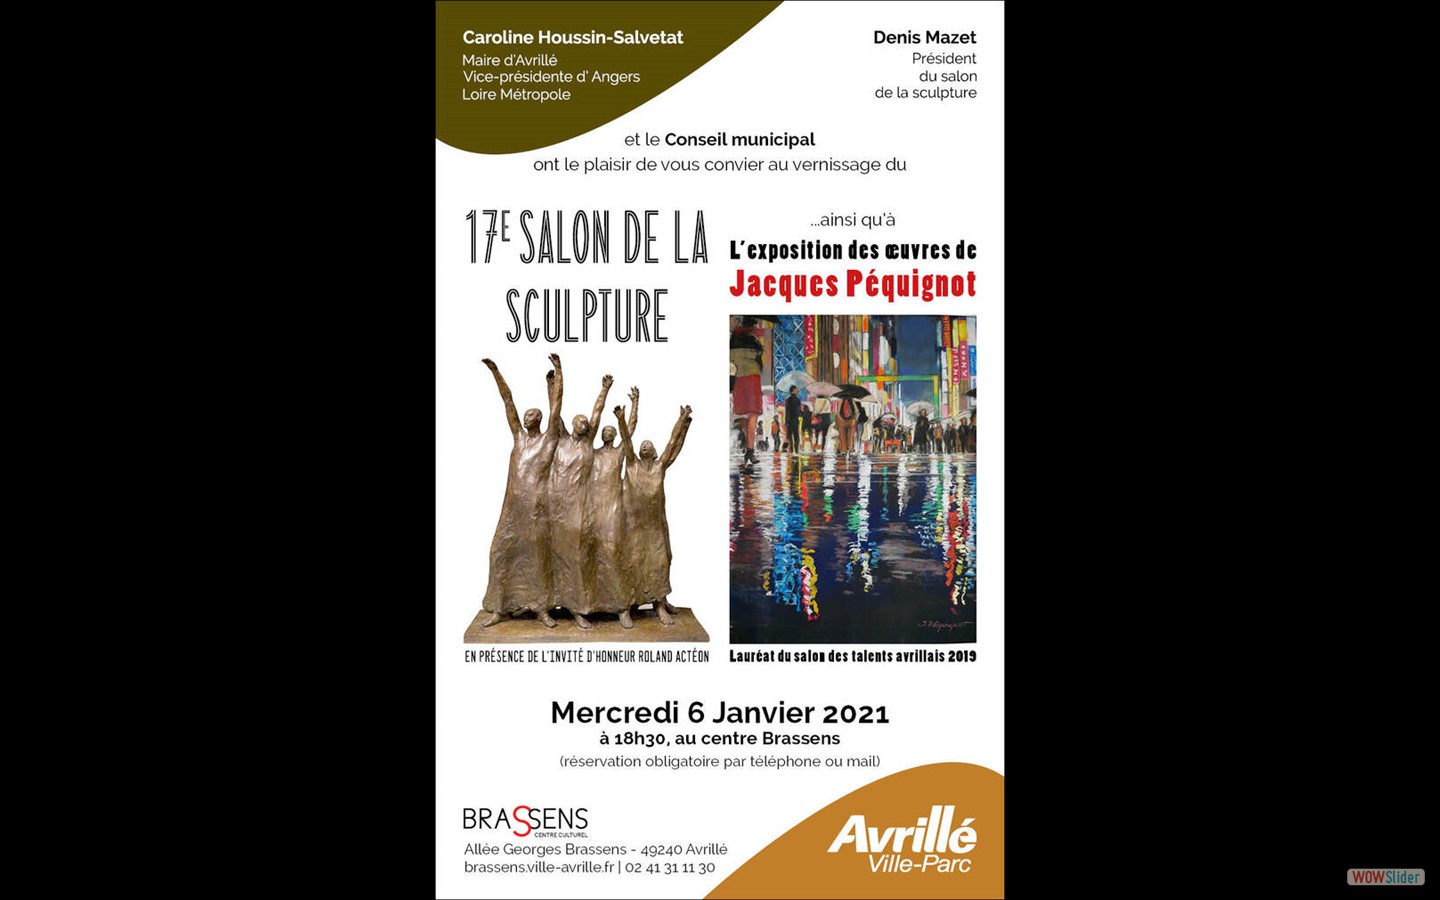 Caroline Houssin-Salvetat
Maire d'Avrillé
Vice-présidente d' Angers
Loire Métropole
Denis Mazet
Président
du salon
de la sculpture
et le Conseil municipal
ont le plaisir de vous convier au vernissage du
17E SALON DE LA
SCULPTURE
EN PRÉSENCE DE L'INVITÉ D'HONNEUR ROLAND ACTÉON
...ainsi qu'à
L'exposition des œuvres de
Jacques Péquignot
J. Péquignot
Lauréat du salon des talents avrillais 2019
Mercredi 6 Janvier 2021
à 18h30, au centre Brassens
(réservation obligatoire par téléphone ou mail)
BRASSENS
CENTRE CULTUREL
Allée Georges Brassens - 49240 Avrillé
brassens.ville-avrille.fr | 02 41 31 11 30
Avrillé
Ville-Parc
WOWSlider